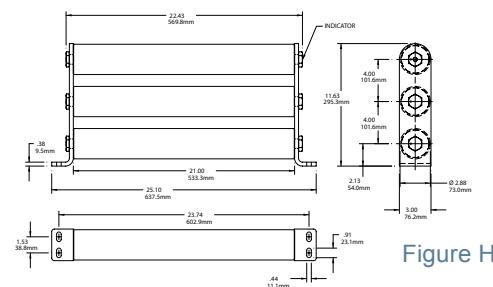 22.43
569.8mm
INDICATOR
4.00
101.6mm
11.63
295.3mm
4.00
101.6mm
.38
9.5mm
21.00
533.3mm
2.13
54.0mm
Ø 2.88
73.0mm
25.10
637.5mm
3.00
76.2mm
23.74
602.9mm
1.53
38.8mm
.91
23.1mm
.44
11.1mm
Figure H